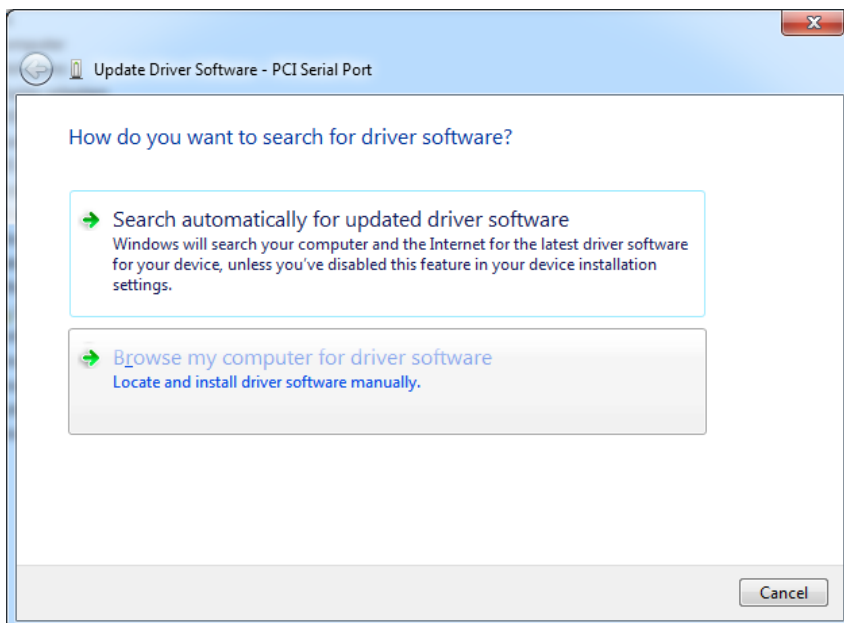 Update Driver Software - PCI Serial Port
How do you want to search for driver software?
Search automatically for updated driver software
Windows will search your computer and the Internet for the latest driver software
for your device, unless you've disabled this feature in your device installation
settings.
Browse my computer for driver software
Locate and install driver software manually.
Cancel